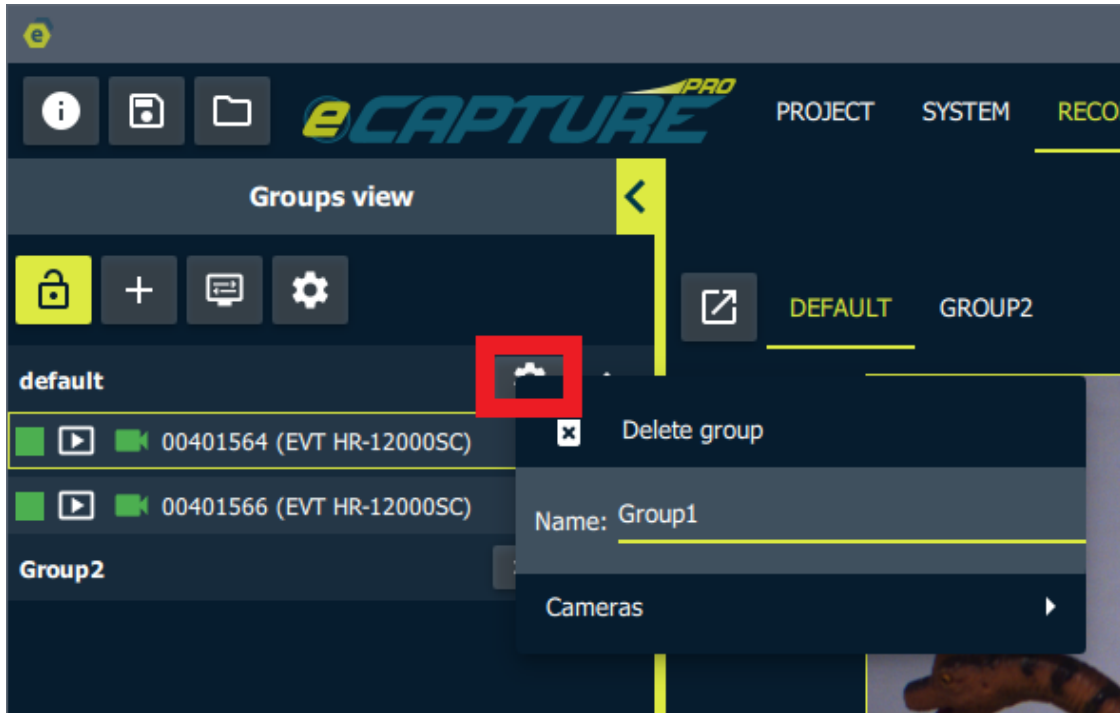 eCAPTURE PRO
PROJECT SYSTEM RECO
Groups view
DEFAULT GROUP2
default
Delete group
00401564 (EVT HR-12000SC)
00401566 (EVT HR-12000SC)
Name: Group1
Group2
Cameras